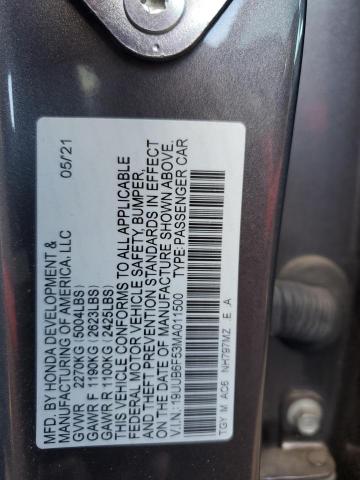 MFD. BY HONDA DEVELOPMENT & 05/21
MANUFACTURING OF AMERICA, LLC
GVWR 2270KG (5004LBS)
GAWR F 1190KG (2623LBS)
GAWR R 1100KG (2425LBS)
THIS VEHICLE CONFORMS TO ALL APPLICABLE
FEDERAL MOTOR VEHICLE SAFETY, BUMPER,
AND THEFT PREVENTION STANDARDS IN EFFECT
ON THE DATE OF MANUFACTURE SHOWN ABOVE.
V.I.N.: 19UUB6F53MA011500
TYPE: PASSENGER CAR
TGY M AC6 NH797MZ E A